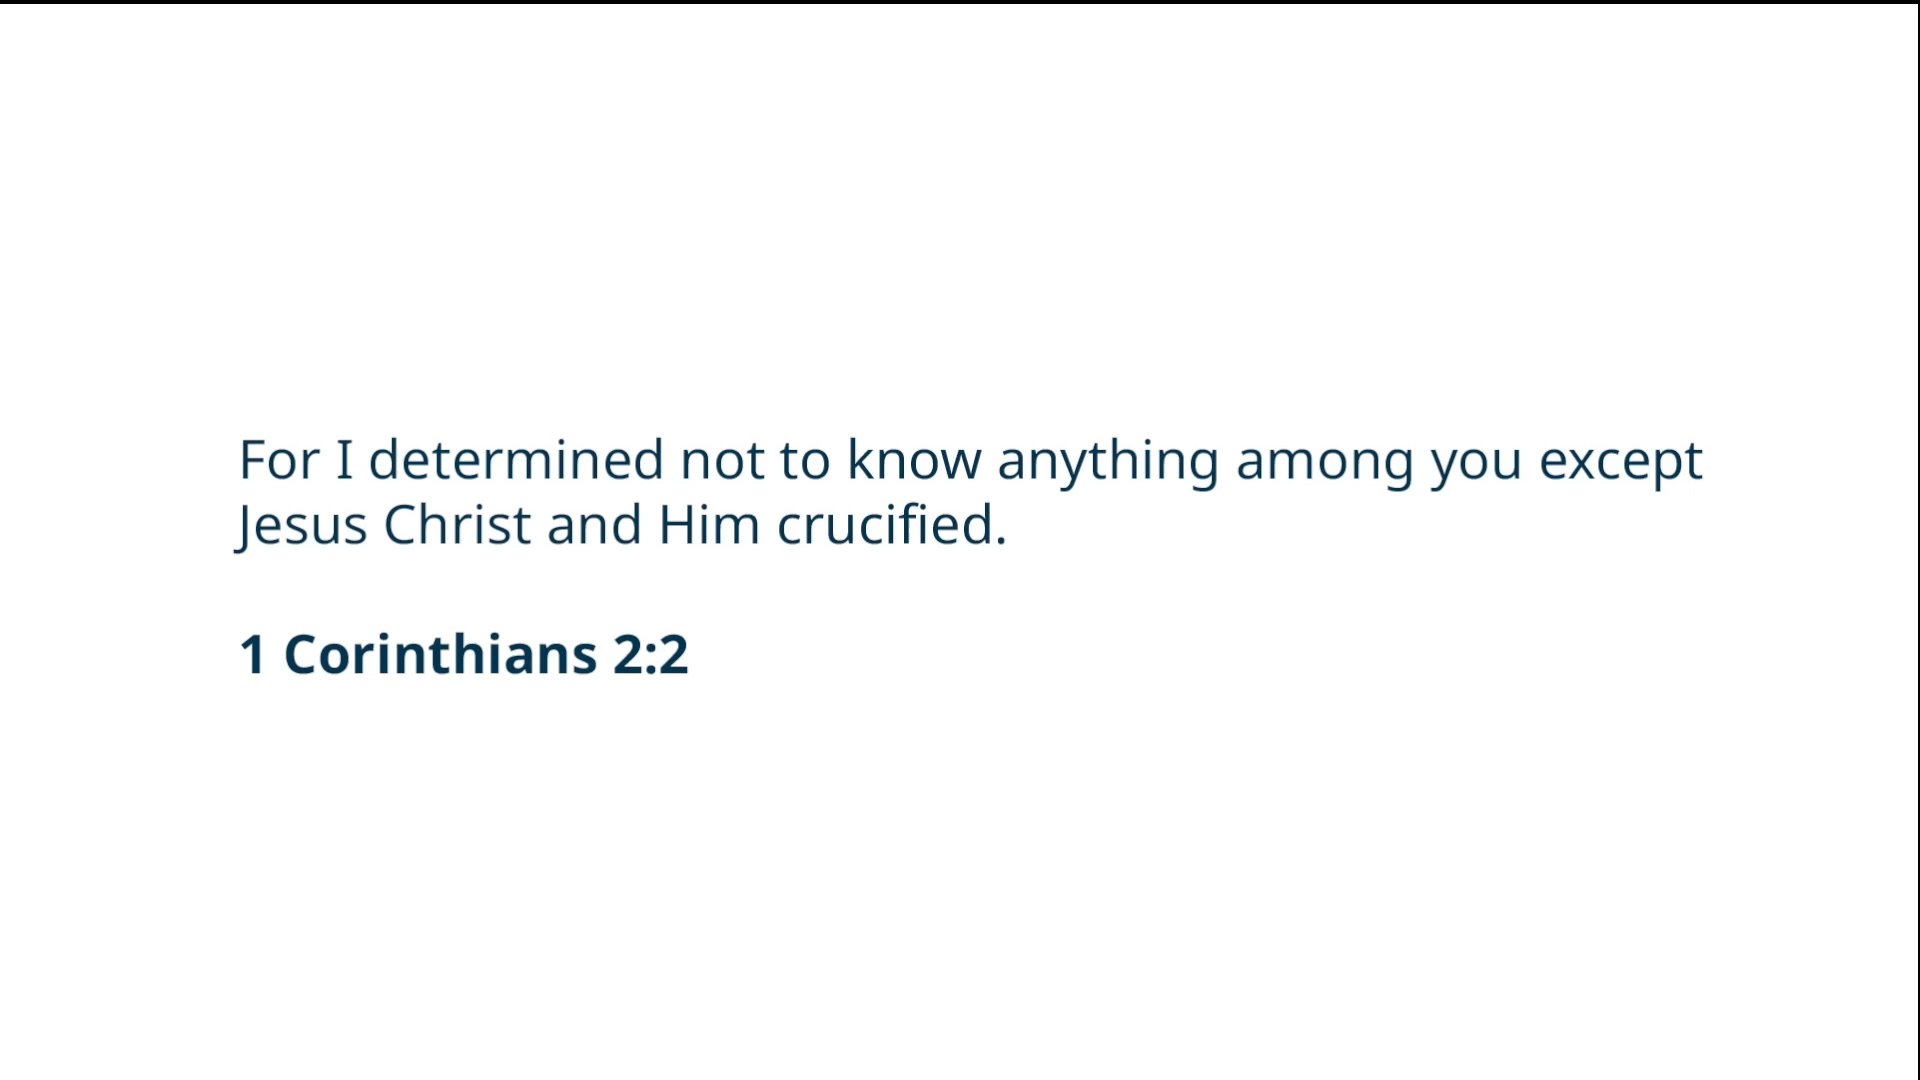 For I determined not to know anything among you except
Jesus Christ and Him crucified.
1 Corinthians 2:2